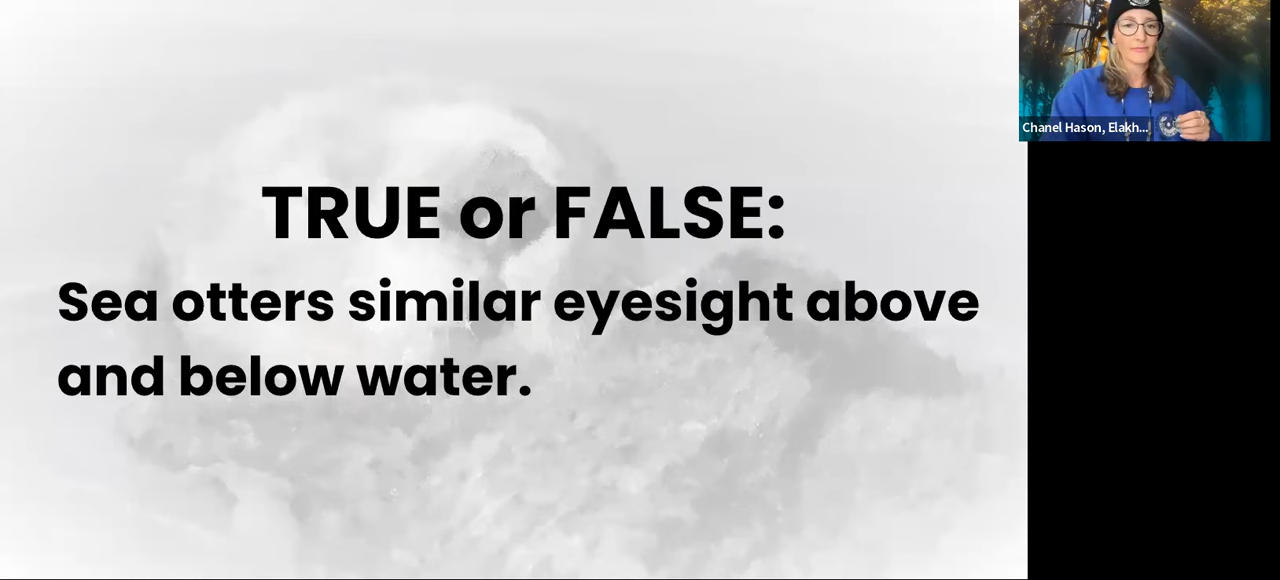 TRUE or FALSE:
Sea otters similar eyesight above
and below water.
Chanel Hason, Elakh...